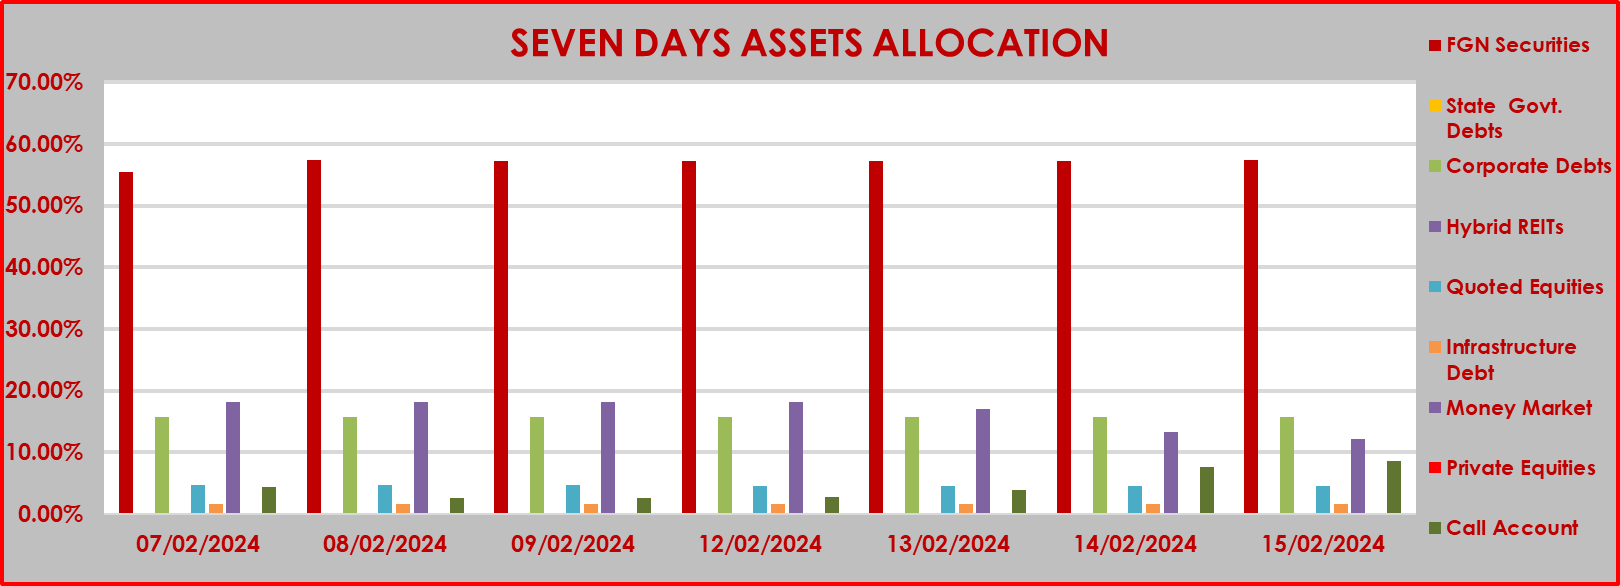 SEVEN DAYS ASSETS ALLOCATION
70.00%
60.00%
50.00%
40.00%
30.00%
20.00%
10.00%
0.00%
07/02/2024
08/02/2024
09/02/2024
12/02/2024
13/02/2024
14/02/2024
15/02/2024
FGN Securities
State Govt.
Debts
Corporate Debts
Hybrid REITs
Quoted Equities
Infrastructure
Debt
Money Market
Private Equities
Call Account